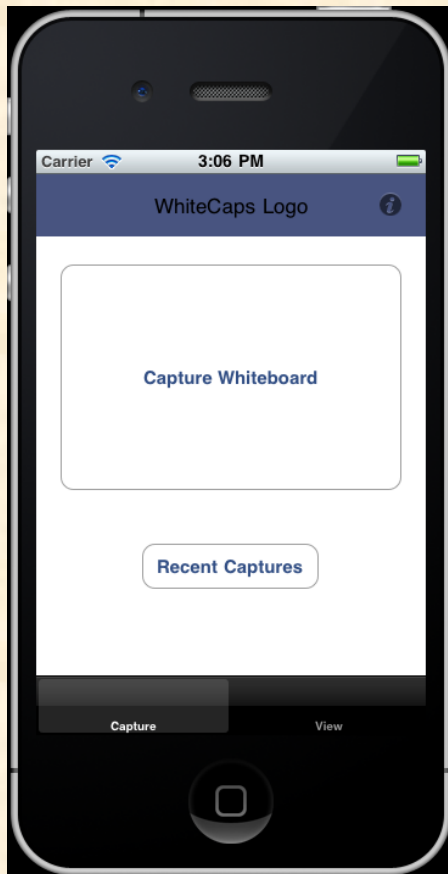 Carrier 3:06 PM
WhiteCaps Logo
Capture Whiteboard
Recent Captures
Capture View